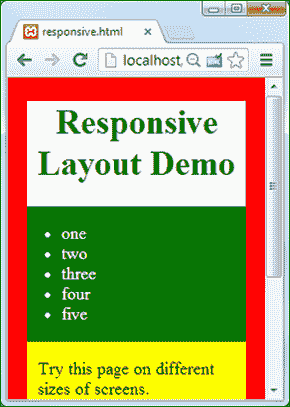 responsive.html
localhost,
Responsive
Layout Demo
one
two
three
four
five
Try this page on different
sizes of screens.